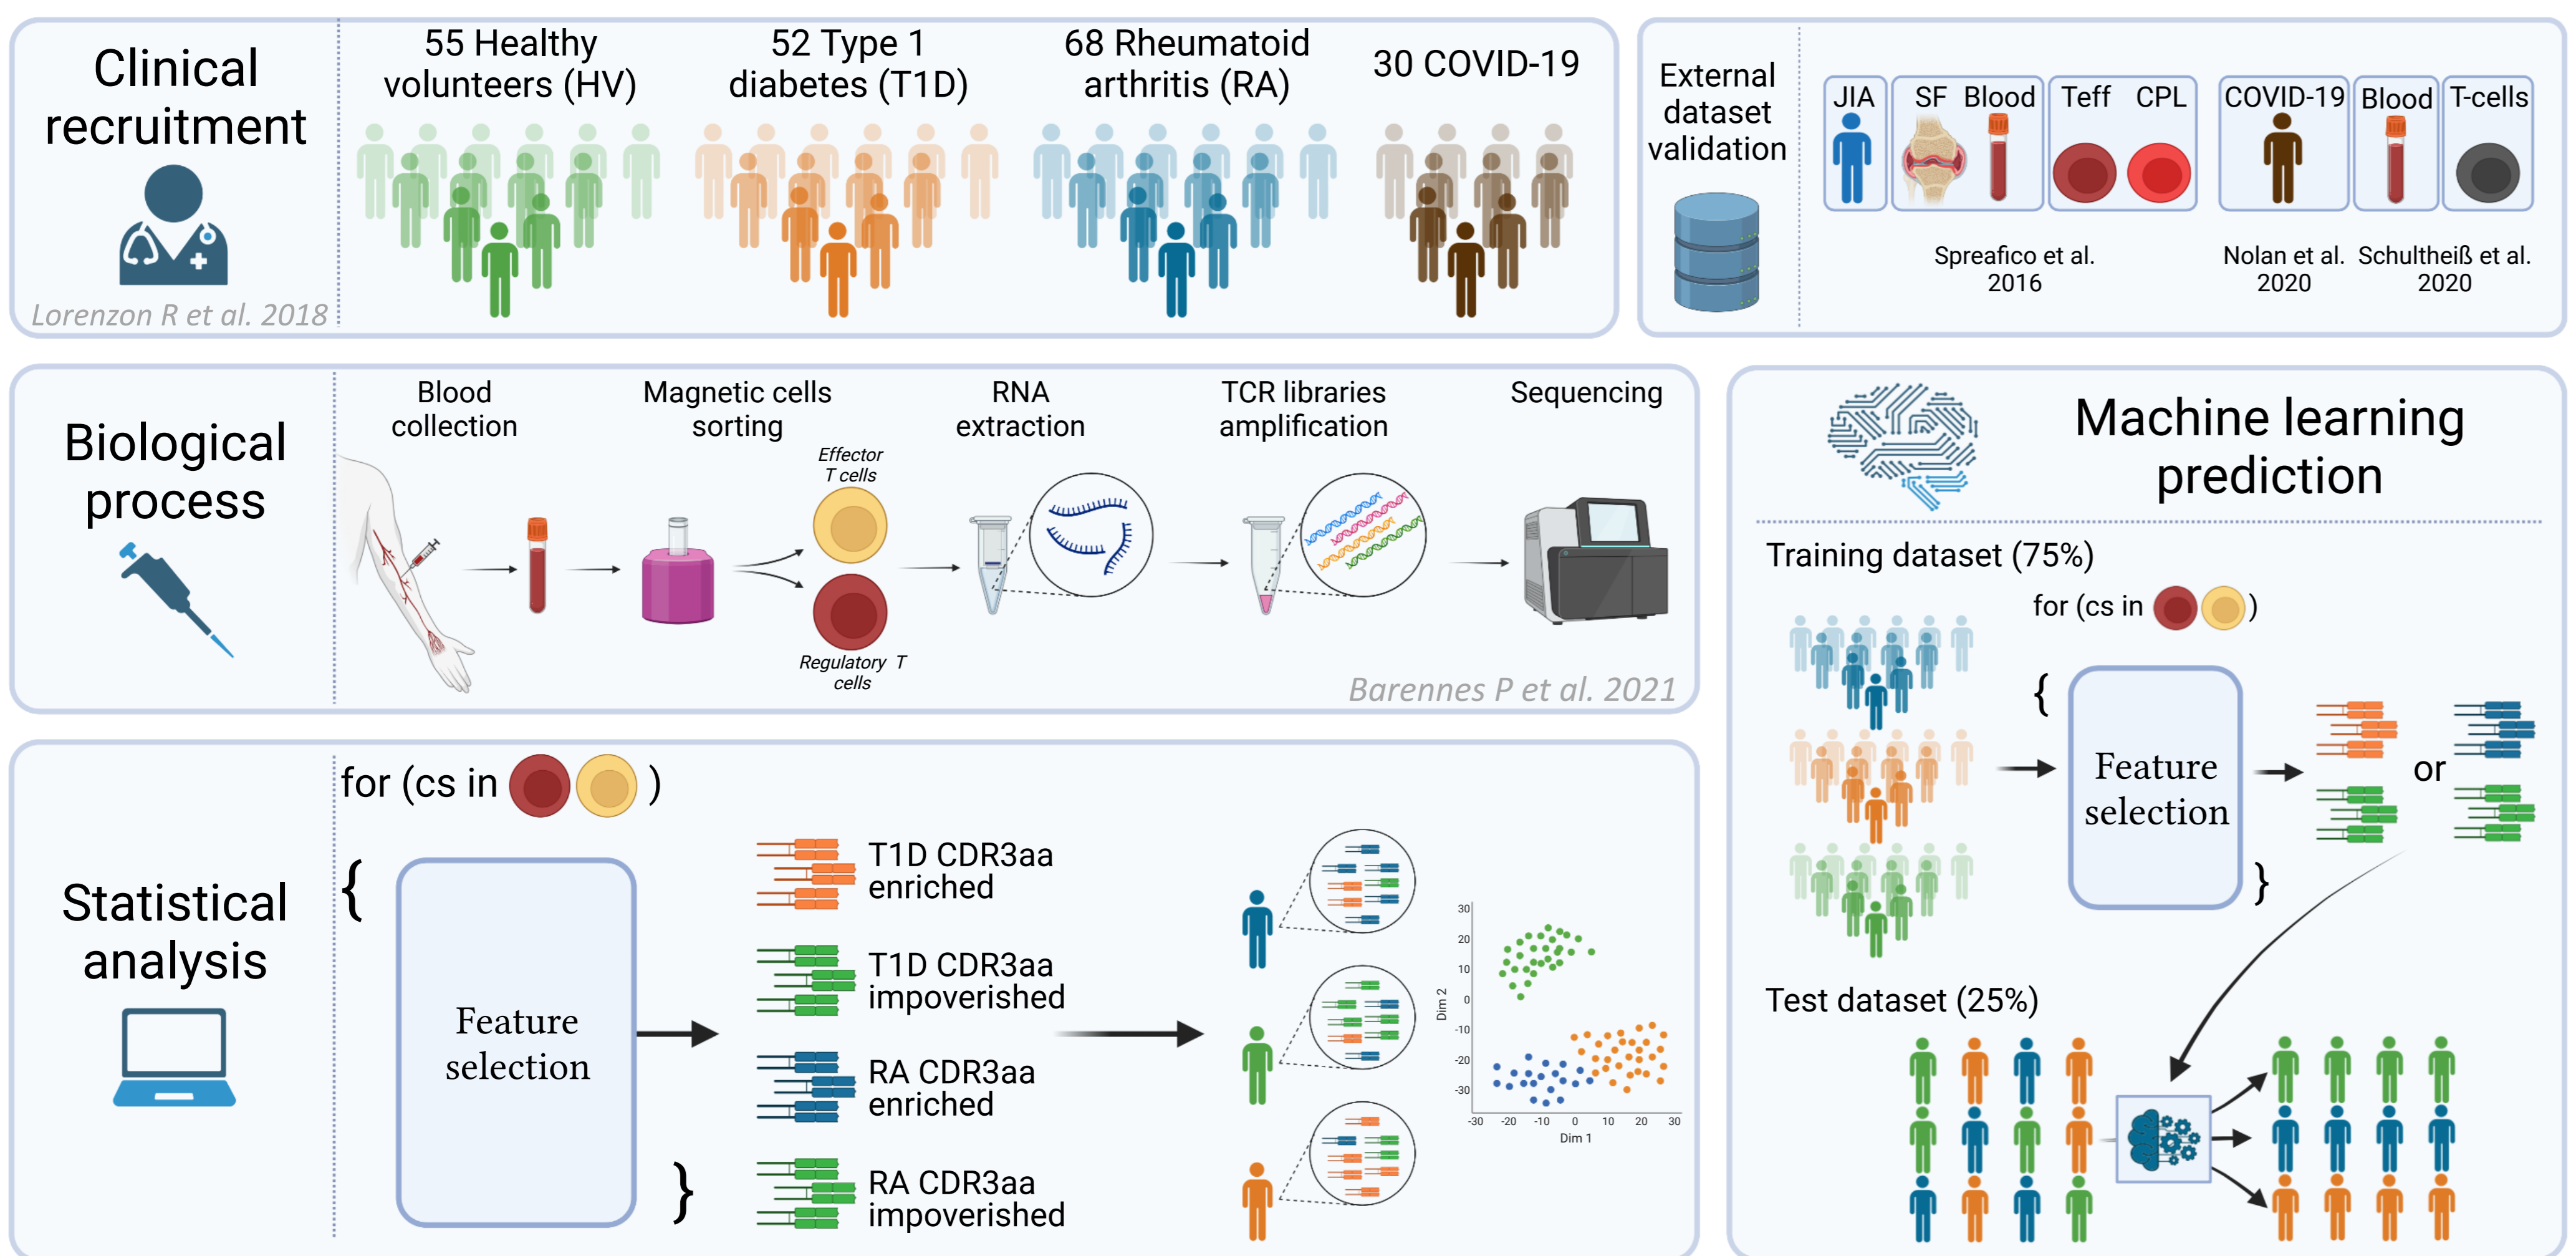 Clinical
recruitment
Lorenzon R et al. 2018
55 Healthy
volunteers (HV)
52 Type 1
diabetes (T1D)
68 Rheumatoid
arthritis (RA)
30 COVID-19
External
dataset
validation
JIA
SF Blood
Teff CPL
COVID-19
Blood
T-cells
Spreafico et al.
2016
Nolan et al.
2020
Schultheiß et al.
2020
Biological
process
Blood
collection
Magnetic cells
sorting
Effector
T cells
Regulatory T
cells
RNA
extraction
TCR libraries
amplification
Sequencing
Barennes P et al. 2021
Statistical
analysis
for (cs in )
{
Feature
selection
}
T1D CDR3aa
enriched
T1D CDR3aa
impoverished
RA CDR3aa
enriched
RA CDR3aa
impoverished
Dim 2
30
20
10
0
-10
-20
-30
-30 -20 -10 0 10 20 30
Dim 1
Machine learning
prediction
Training dataset (75%)
for (cs in )
{
Feature
selection
}
or
Test dataset (25%)